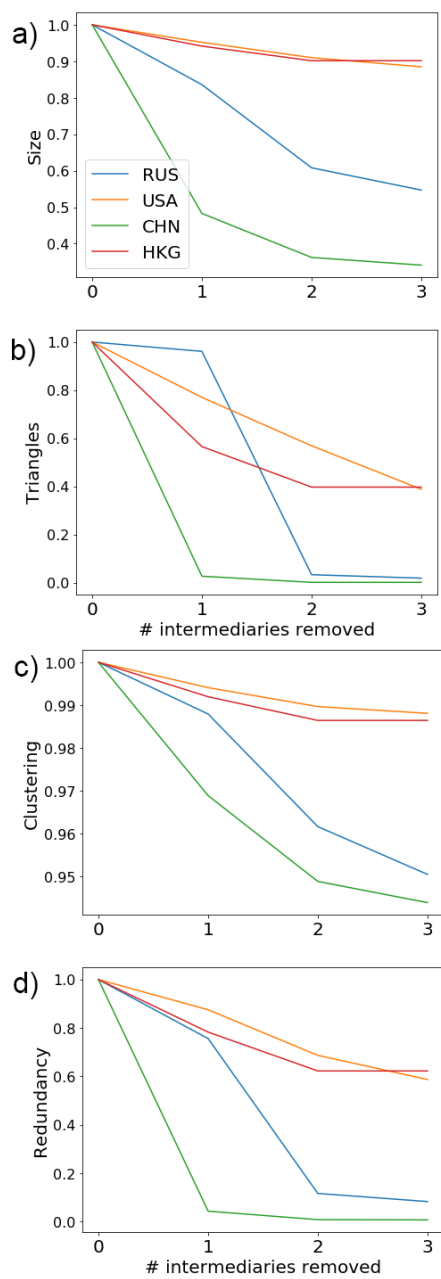 a)
1.0
0.9
0.8
0.7
0.6
0.5
0.4
Size
RUS
USA
CHN
HKG
0 1 2 3
b)
1.0
0.8
0.6
0.4
0.2
0.0
Triangles
0 1 2 3
# intermediaries removed
c)
1.00
0.99
0.98
0.97
0.96
0.95
Clustering
0 1 2 3
d)
1.0
0.8
0.6
0.4
0.2
0.0
Redundancy
0 1 2 3
# intermediaries removed